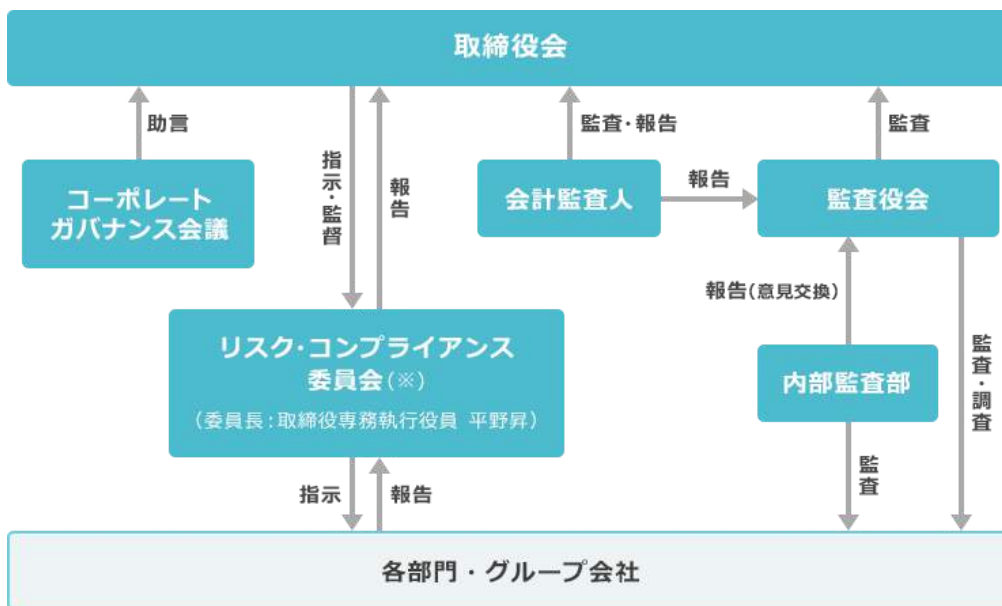 取締役会
助言
指示・監督
報告
監査・報告
監査
コーポレート
ガバナンス会議
会計監査人
報告
監査役会
報告(意見交換)
リスク・コンプライアンス
委員会(※)
(委員長:取締役専務執行役員 平野昇)
内部監査部
監査・調査
指示
報告
監査
各部門・グループ会社